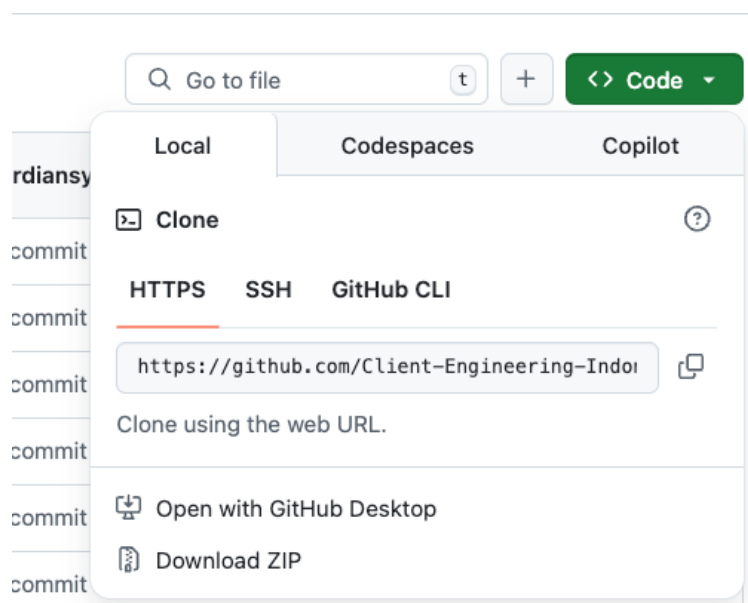 Go to file t + <> Code
Local Codespaces Copilot
rdiansy
Clone
commit
HTTPS SSH GitHub CLI
commit
https://github.com/Client-Engineering-Indo
commit
Clone using the web URL.
commit
Open with GitHub Desktop
commit
Download ZIP
commit